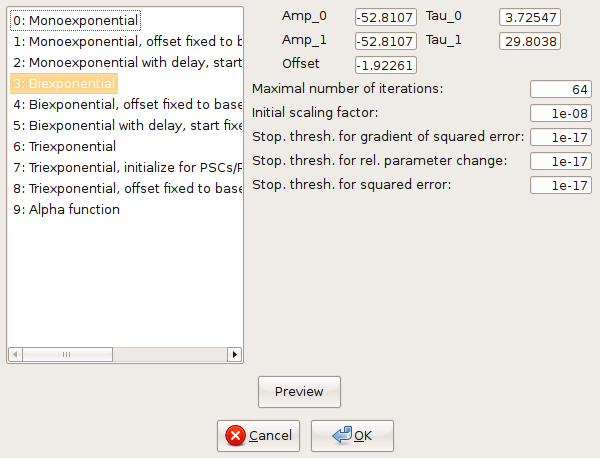 0: Monoexponential
1: Monoexponential, offset fixed to b
2: Monoexponential with delay, start
3: Biexponential
4: Biexponential, offset fixed to base
5: Biexponential with delay, start fixe
6: Triexponential
7: Triexponential, initialize for PSCs/P
8: Triexponential, offset fixed to base
9: Alpha function
Amp_0 -52.8107 Tau_0 3.72547
Amp_1 -52.8107 Tau_1 29.8038
Offset -1.92261
Maximal number of iterations: 64
Initial scaling factor: 1e-08
Stop. thresh. for gradient of squared error: 1e-17
Stop. thresh. for rel. parameter change: 1e-17
Stop. thresh. for squared error: 1e-17
Preview
Cancel OK